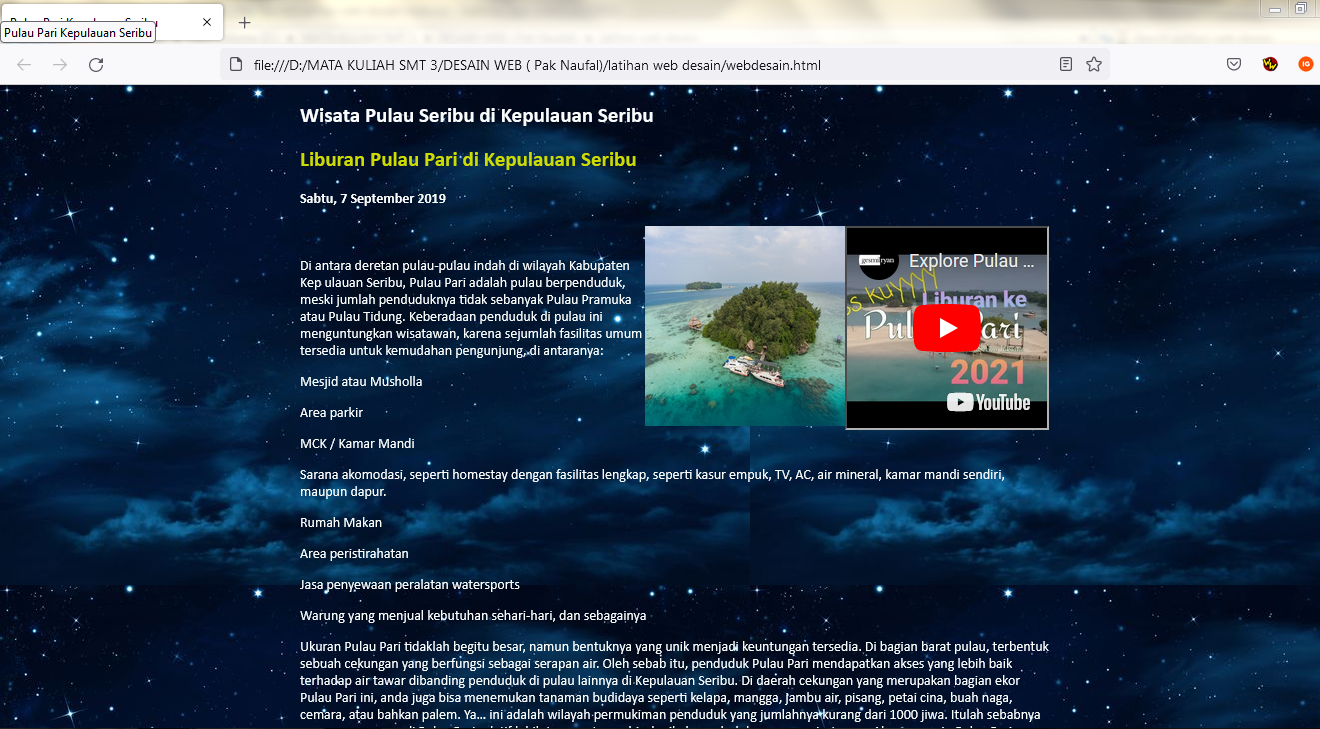 Pulau Pari Kepulauan Seribu
Pulau Pari Kepulauan Seribu
file:///D:/MATA KULIAH SMT 3/DESAIN WEB ( Pak Naufal)/latihan web desain/webdesain.html
IG
Wisata Pulau Seribu di Kepulauan Seribu
Liburan Pulau Pari di Kepulauan Seribu
Sabtu, 7 September 2019
Di antara deretan pulau-pulau indah di wilayah Kabupaten
Kep ulauan Seribu, Pulau Pari adalah pulau berpenduduk,
meski jumlah penduduknya tidak sebanyak Pulau Pramuka
atau Pulau Tidung. Keberadaan penduduk di pulau ini
menguntungkan wisatawan, karena sejumlah fasilitas umum
tersedia untuk kemudahan pengunjung, di antaranya:
Explore Pulau ...
kuyyyy
Liburan ke
Pulau Pari
2021
YouTube
Mesjid atau Musholla
Area parkir
MCK / Kamar Mandi
Sarana akomodasi, seperti homestay dengan fasilitas lengkap, seperti kasur empuk, TV, AC, air mineral, kamar mandi sendiri,
maupun dapur.
Rumah Makan
Area peristirahatan
Jasa penyewaan peralatan watersports
Warung yang menjual kebutuhan sehari-hari, dan sebagainya
Ukuran Pulau Pari tidaklah begitu besar, namun bentuknya yang unik menjadi keuntungan tersedia. Di bagian barat pulau, terbentuk
sebuah cekungan yang berfungsi sebagai serapan air. Oleh sebab itu, penduduk Pulau Pari mendapatkan akses yang lebih baik
terhadap air tawar dibanding penduduk di pulau lainnya di Kepulauan Seribu. Di daerah cekungan yang merupakan bagian ekor
Pulau Pari ini, anda juga bisa menemukan tanaman budidaya seperti kelapa, mangga, jambu air, pisang, petai cina, buah naga,
cemara, atau bahkan palem. Ya... ini adalah wilayah permukiman penduduk yang jumlahnya kurang dari 1000 jiwa. Itulah sebabnya